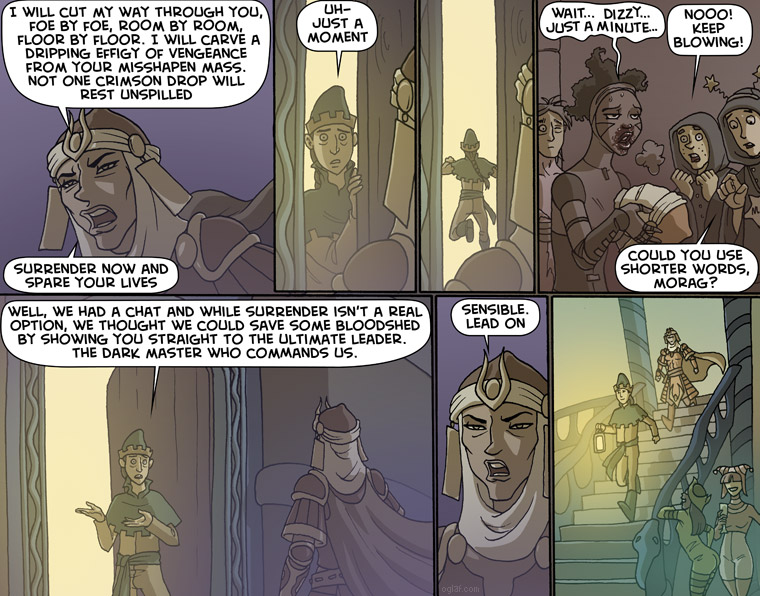 I WILL CUT MY WAY THROUGH YOU,
FOE BY FOE, ROOM BY ROOM,
FLOOR BY FLOOR. I WILL CARVE A
DRIPPING EFFIGY OF VENGEANCE
FROM YOUR MISSHAPEN MASS.
NOT ONE CRIMSON DROP WILL
REST UNSPILLED
SURRENDER NOW AND
SPARE YOUR LIVES
UH-
JUST A
MOMENT
WAIT... DIZZY...
JUST A MINUTE...
NOOO!
KEEP
BLOWING!
COULD YOU USE
SHORTER WORDS,
MORAG?
WELL, WE HAD A CHAT AND WHILE SURRENDER ISN'T A REAL
OPTION, WE THOUGHT WE COULD SAVE SOME BLOODSHED
BY SHOWING YOU STRAIGHT TO THE ULTIMATE LEADER.
THE DARK MASTER WHO COMMANDS US.
SENSIBLE.
LEAD ON
oglaf.com